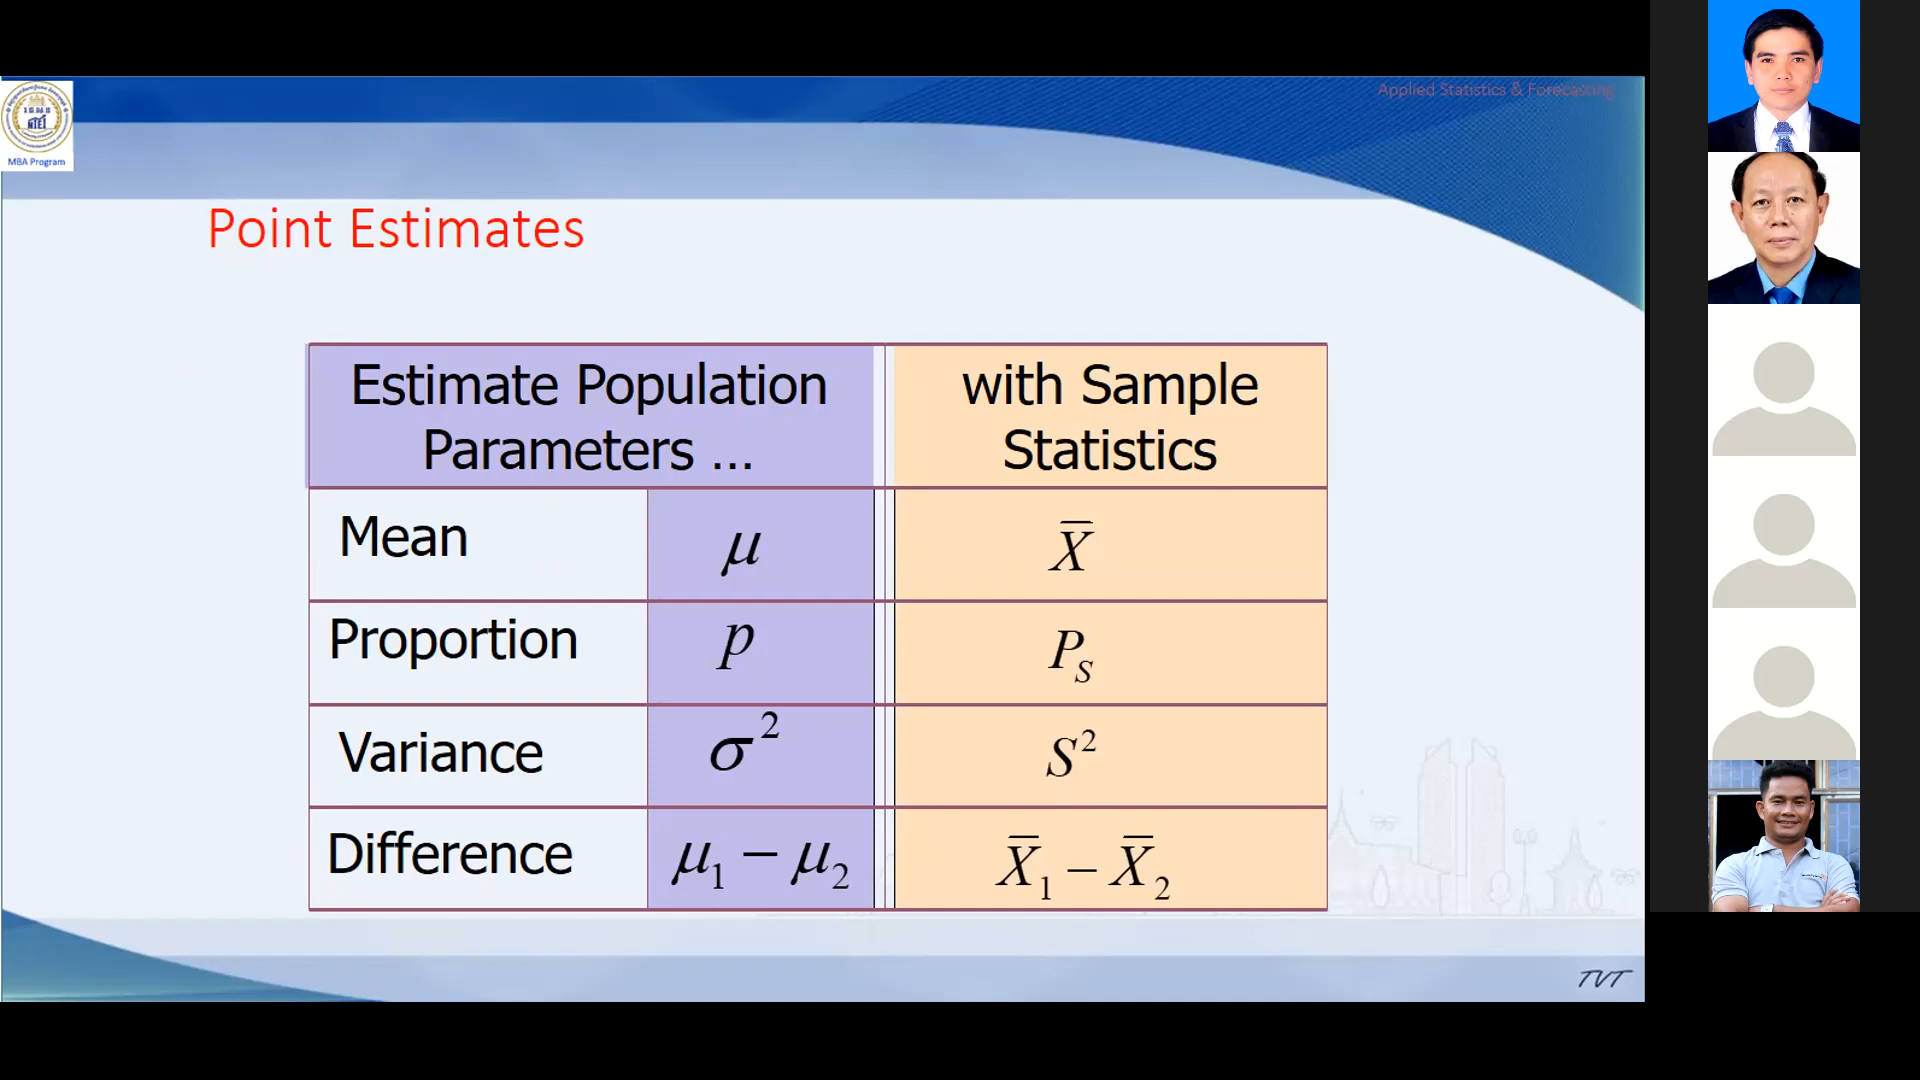 Applied Statistics & Forecasting
MBA Program
Point Estimates
Estimate Population
Parameters ...
with Sample
Statistics
Mean
μ
X̅
Proportion
p
P_S
Variance
σ²
S²
Difference
μ₁ − μ₂
X̅₁ − X̅₂
TVT